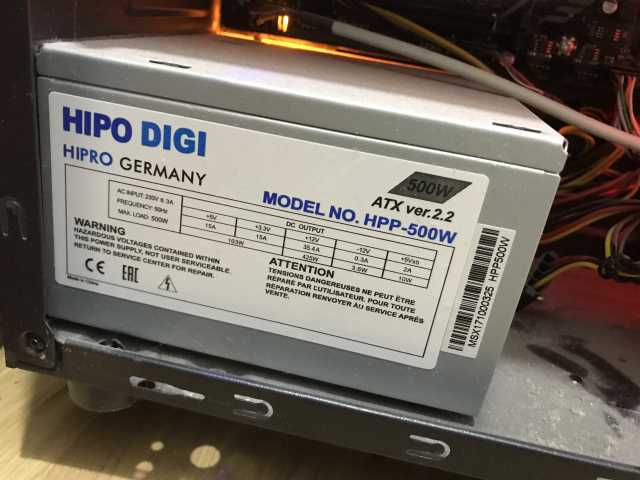 HIPO DIGI
HIPRO GERMANY
500W
ATX ver.2.2
MODEL NO. HPP-500W
AC INPUT: 230V 6.3A
FREQUENCY: 50Hz
MAX. LOAD: 500W
DC OUTPUT
+5V +3.3V +12V -12V +5Vsb
15A 15A 35.4A 0.3A 2A
103W 425W 3.6W 10W
WARNING
HAZARDOUS VOLTAGES CONTAINED WITHIN
THIS POWER SUPPLY, NOT USER SERVICEABLE.
RETURN TO SERVICE CENTER FOR REPAIR.
CE EAC
Made in China
ATTENTION
TENSIONS DANGEREUSES NE PEUT ÊTRE
RÉPARÉ PAR L'UTILISATEUR. POUR TOUTE
RÉPARATION RENVOYER AU SERVICE APRÉS
VENTE.
MSX171000325 HPP500W